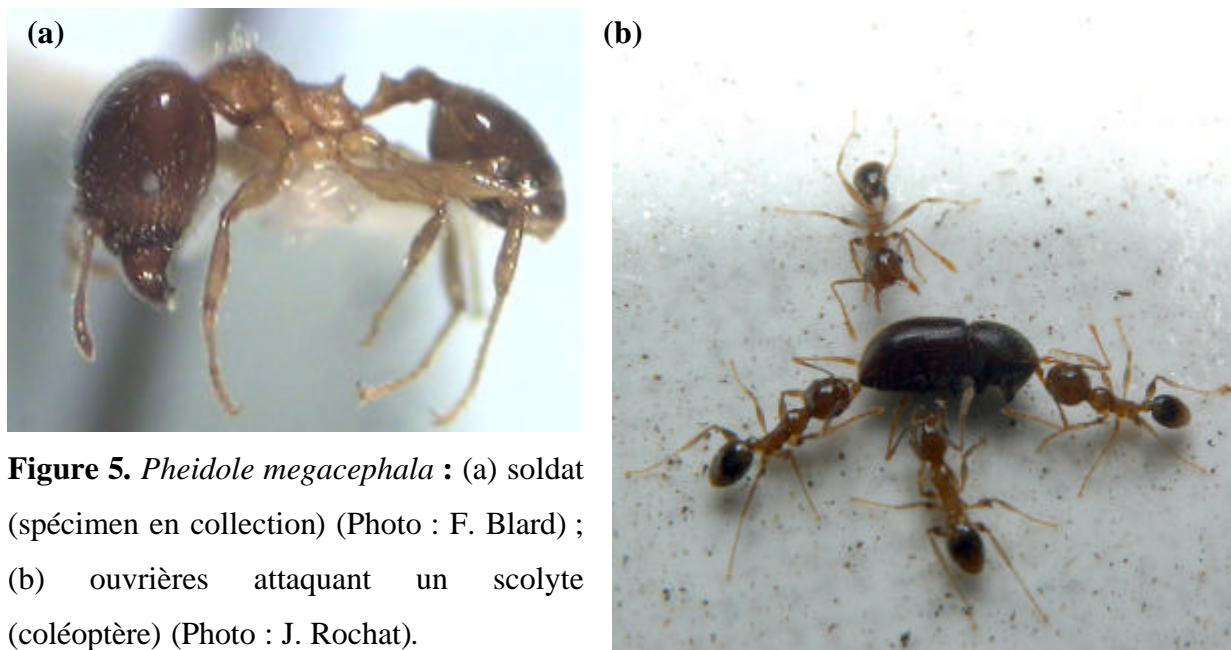 (a)
(b)
Figure 5. Pheidole megacephala : (a) soldat
(spécimen en collection) (Photo : F. Blard) ;
(b) ouvrières attaquant un scolyte
(coléoptère) (Photo : J. Rochat).